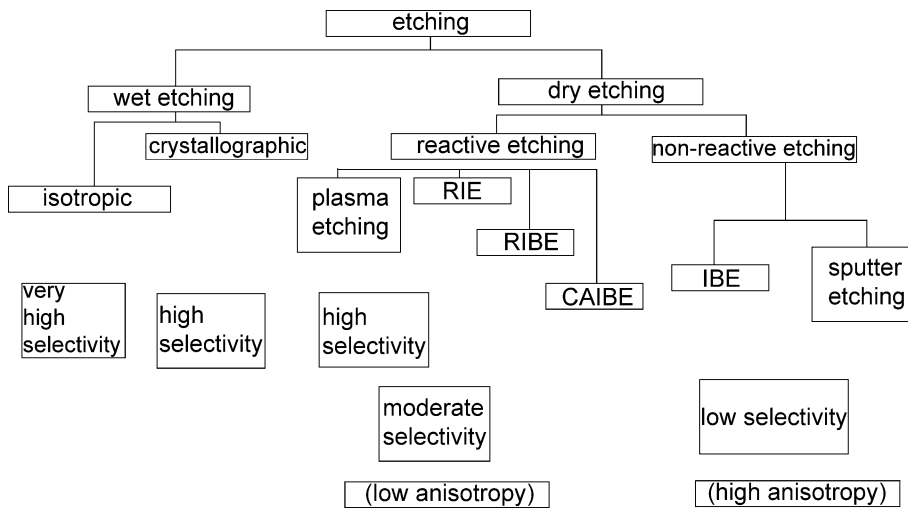 etching
wet etching
dry etching
crystallographic
reactive etching
non-reactive etching
isotropic
plasma
etching
RIE
RIBE
CAIBE
IBE
sputter
etching
very
high
selectivity
high
selectivity
high
selectivity
moderate
selectivity
low selectivity
(low anisotropy)
(high anisotropy)